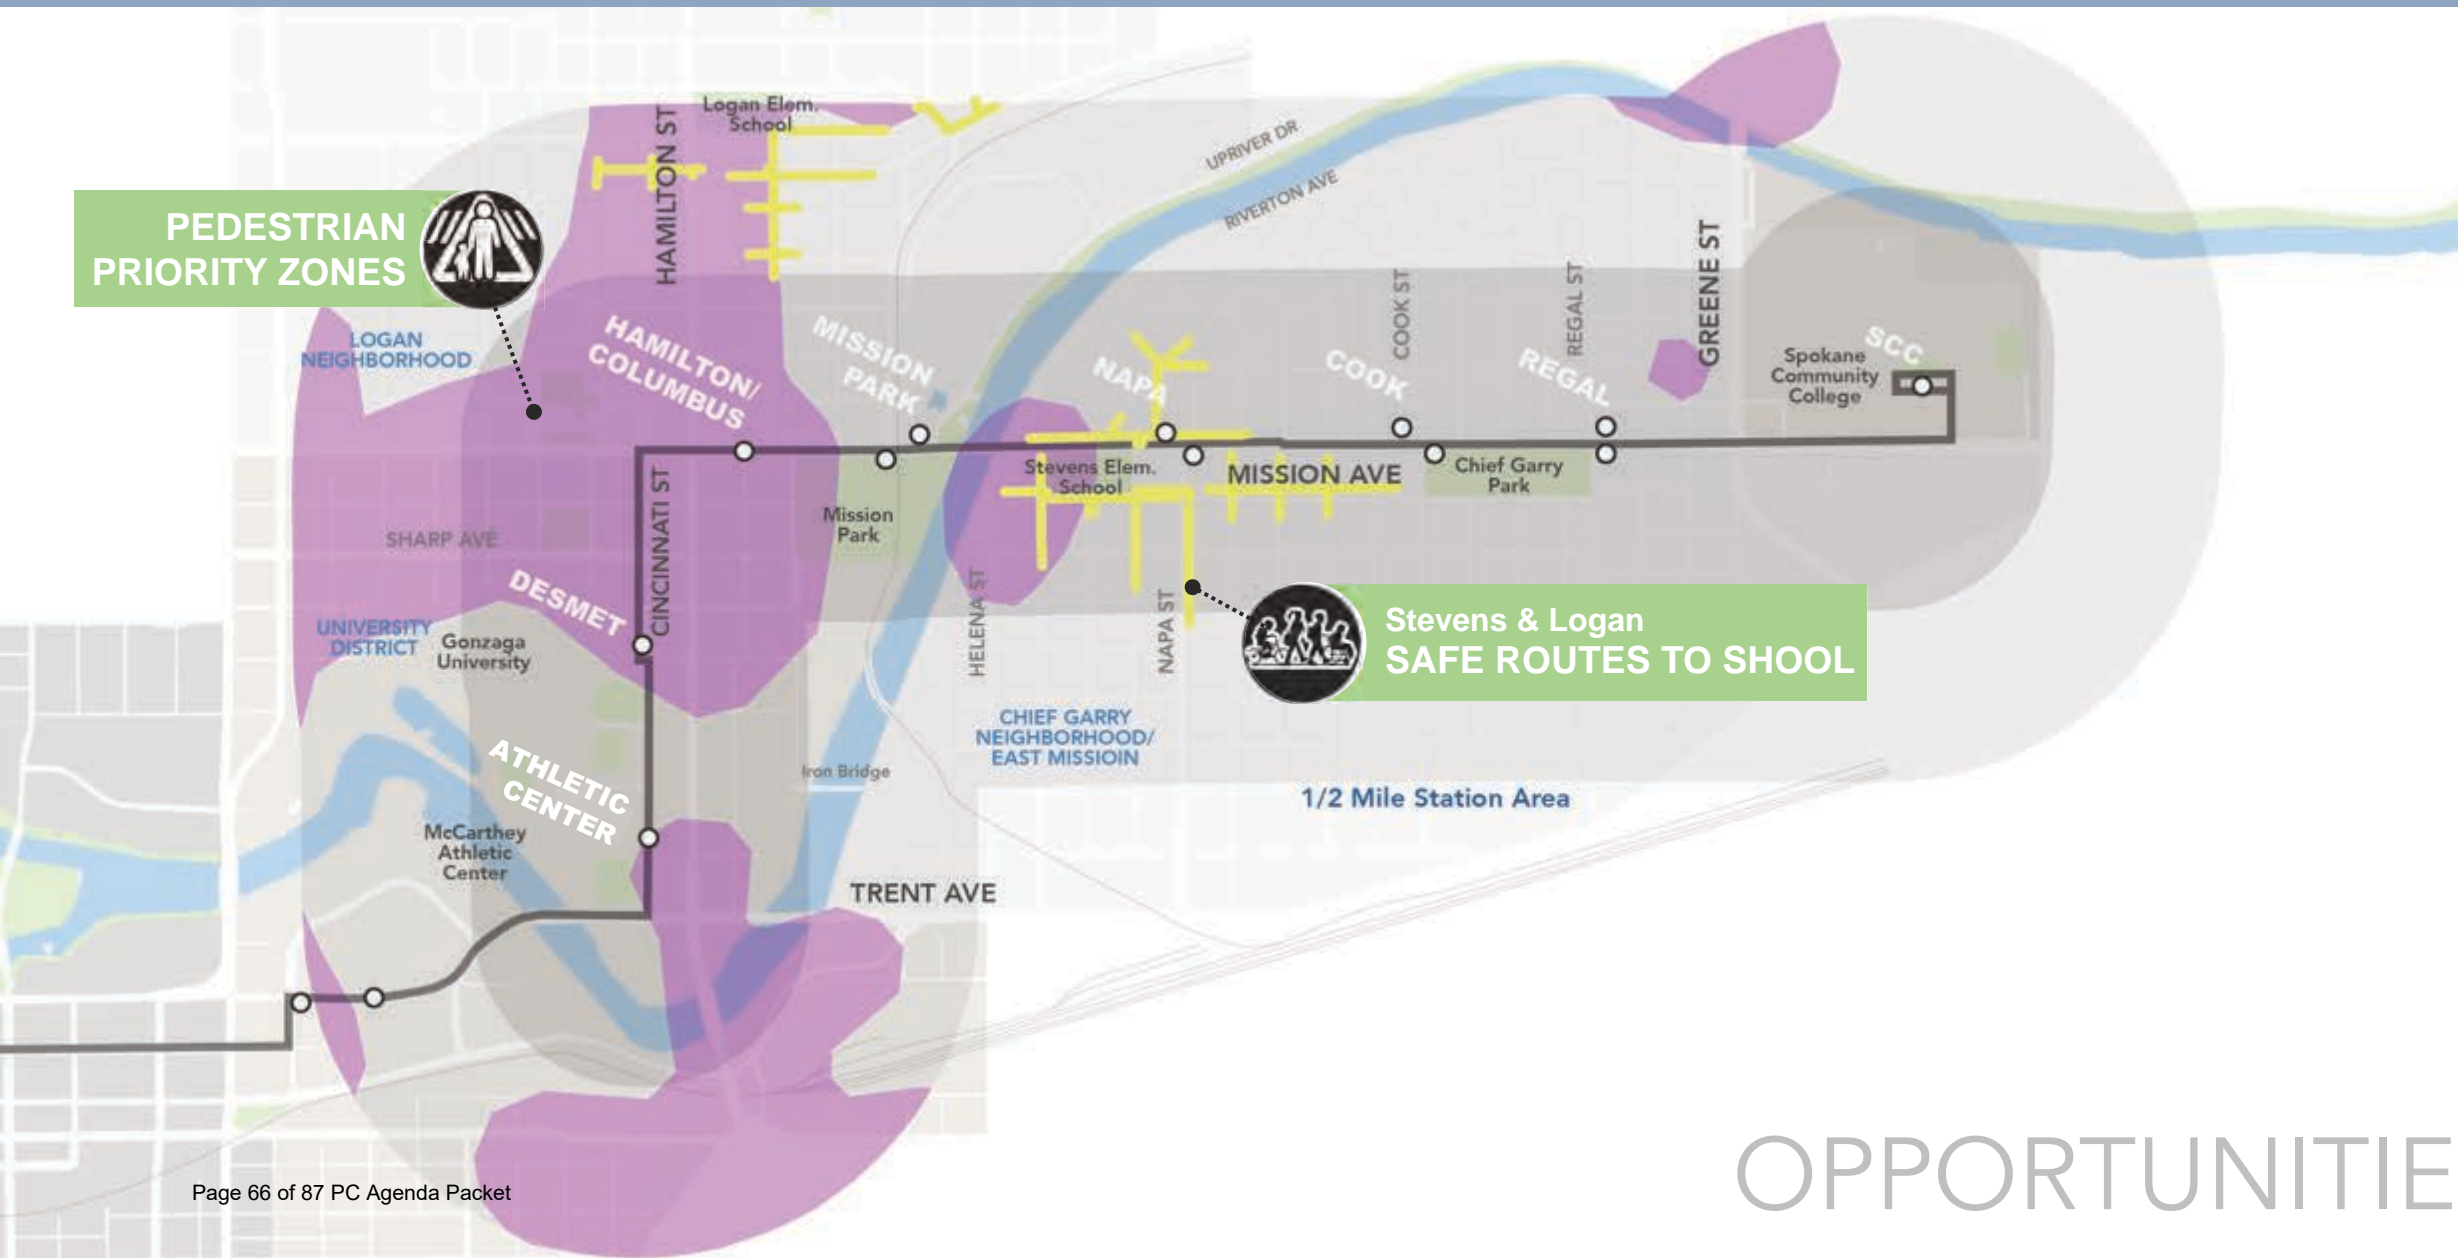 Logan Elem.
School
HAMILTON ST
UPRIVER DR
RIVERTON AVE
PEDESTRIAN
PRIORITY ZONES
LOGAN
NEIGHBORHOOD
HAMILTON/
COLUMBUS
MISSION
PARK
NAPA
COOK
COOK ST
REGAL
REGAL ST
GREENE ST
SCC
Spokane
Community
College
Stevens Elem.
School
MISSION AVE
Chief Garry
Park
Mission
Park
SHARP AVE
CINCINNATI ST
DESMET
UNIVERSITY
DISTRICT
Gonzaga
University
HELENA ST
NAPA ST
Stevens & Logan
SAFE ROUTES TO SHOOL
CHIEF GARRY
NEIGHBORHOOD/
EAST MISSIOIN
ATHLETIC
CENTER
Iron Bridge
1/2 Mile Station Area
McCarthey
Athletic
Center
TRENT AVE
OPPORTUNITIE
Page 66 of 87 PC Agenda Packet